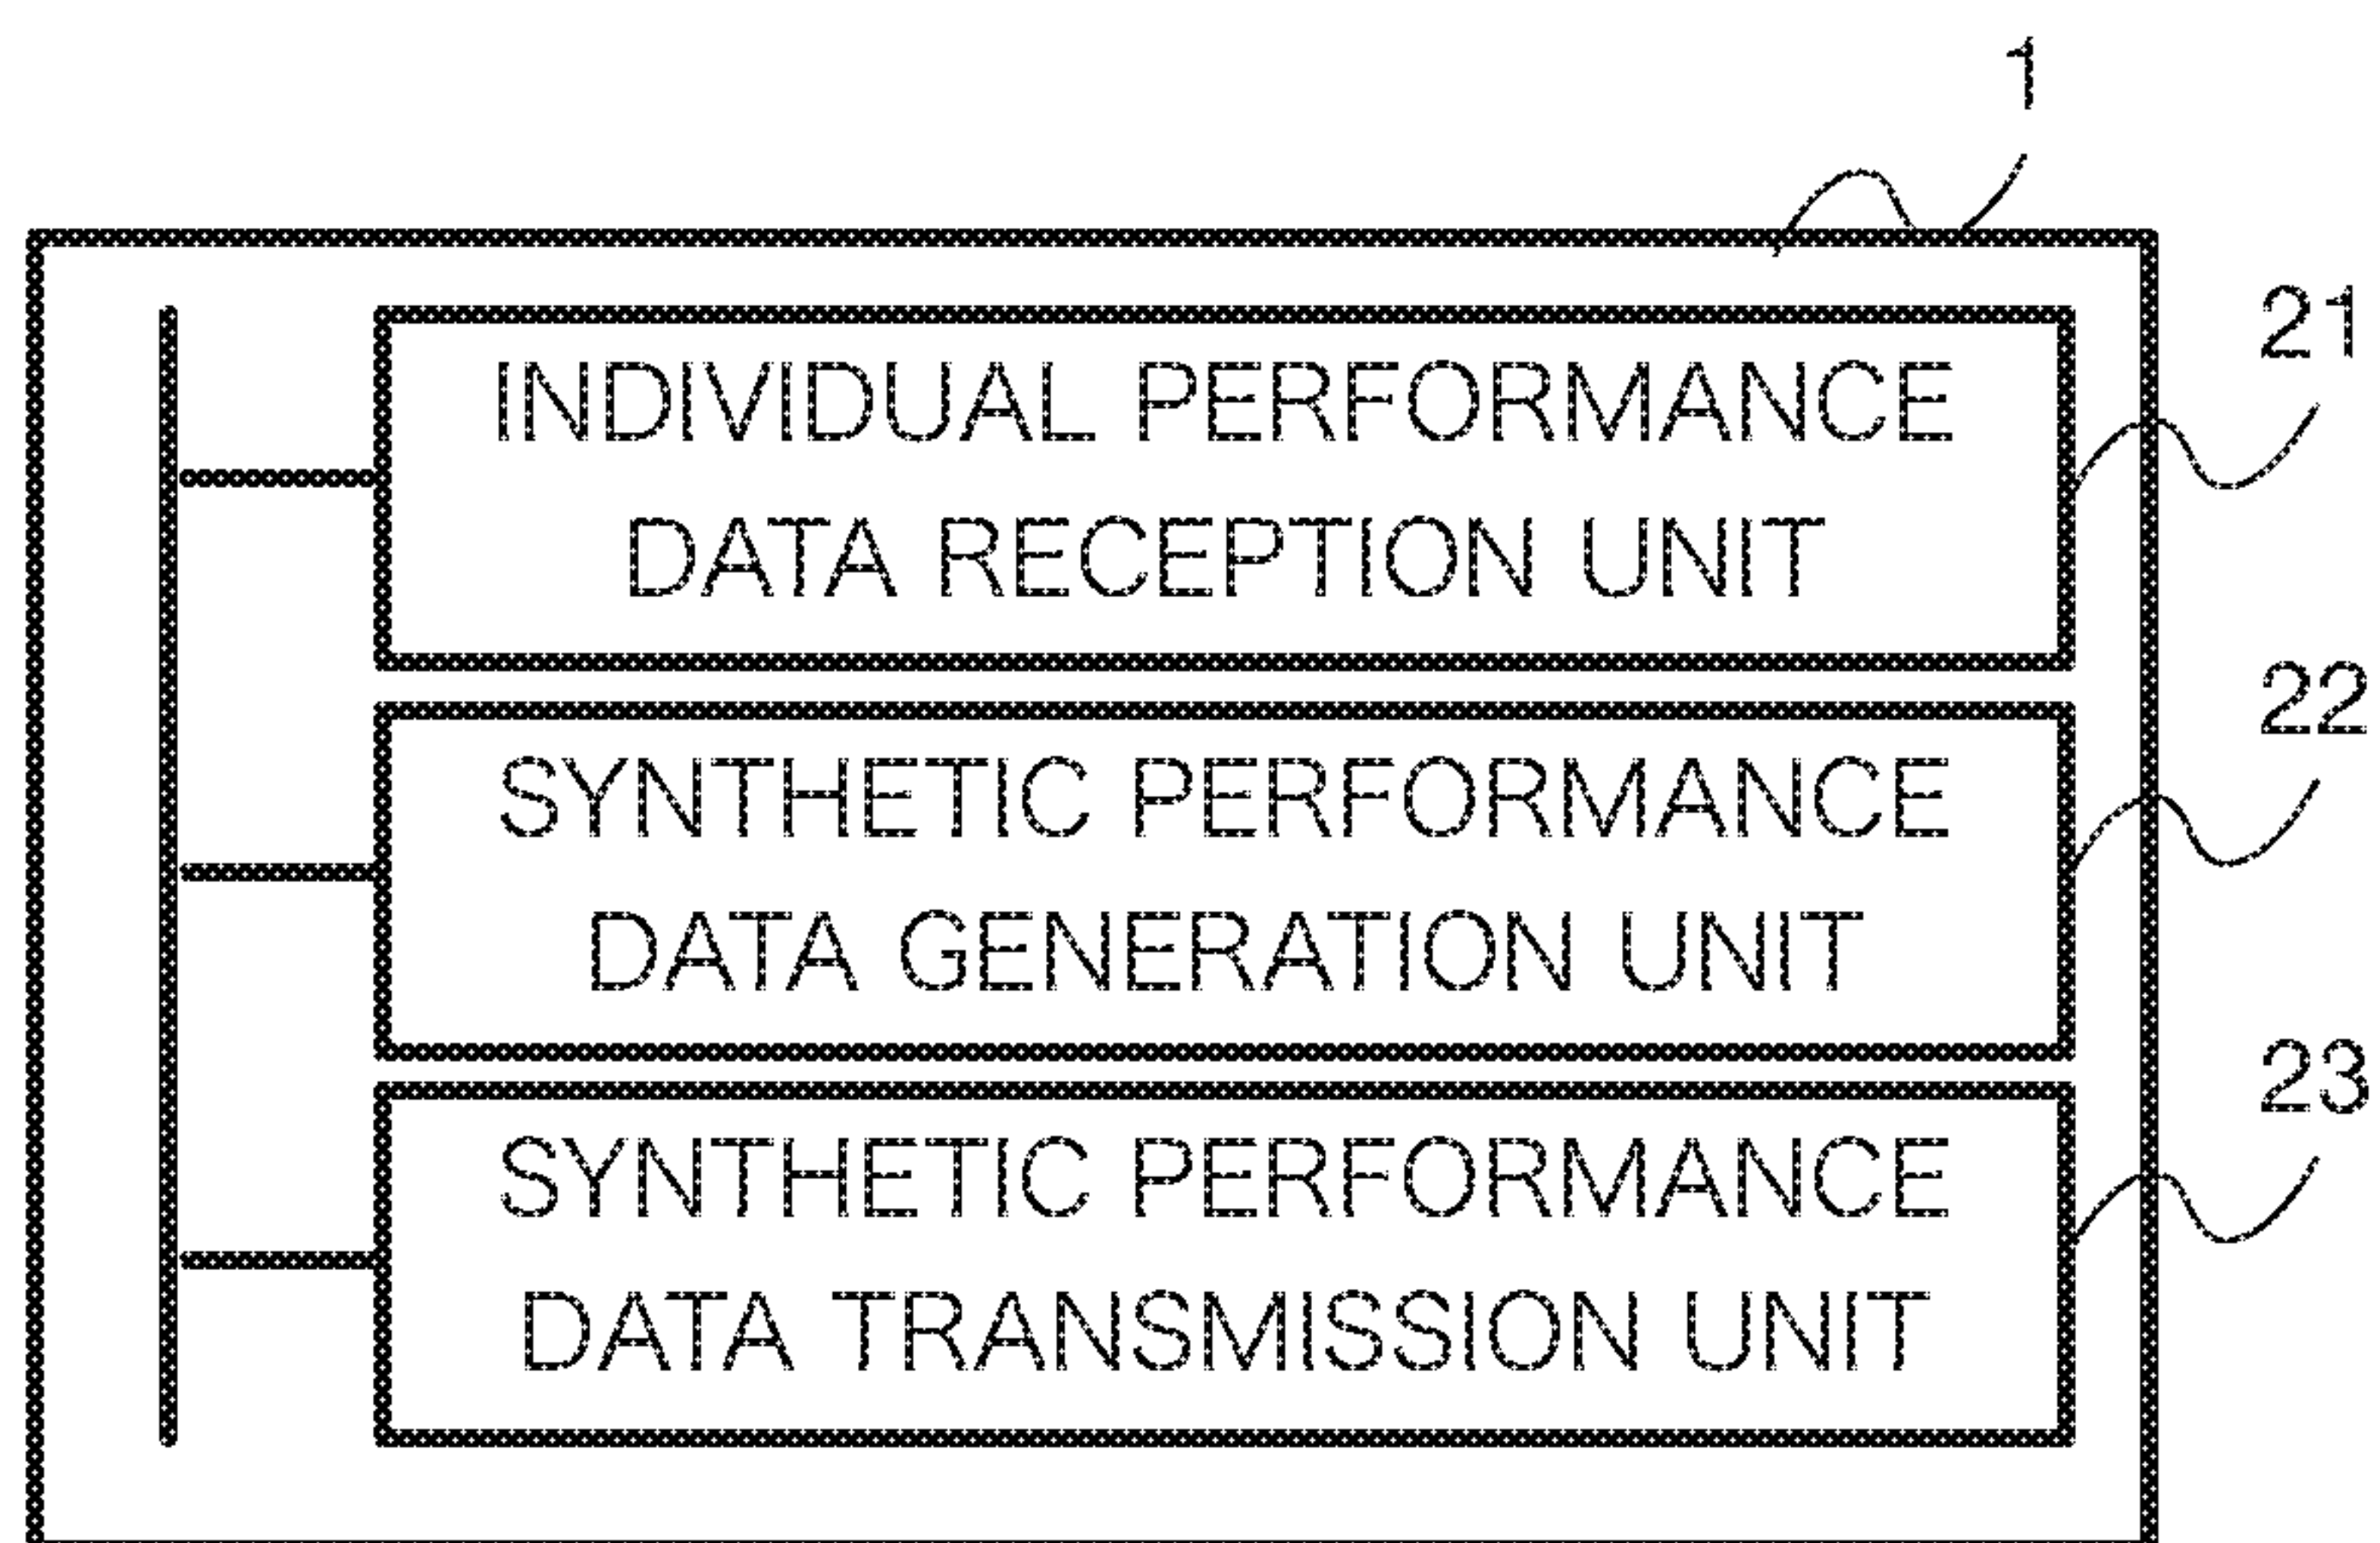 1
INDIVIDUAL PERFORMANCE
DATA RECEPTION UNIT
21
SYNTHETIC PERFORMANCE
DATA GENERATION UNIT
22
SYNTHETIC PERFORMANCE
DATA TRANSMISSION UNIT
23